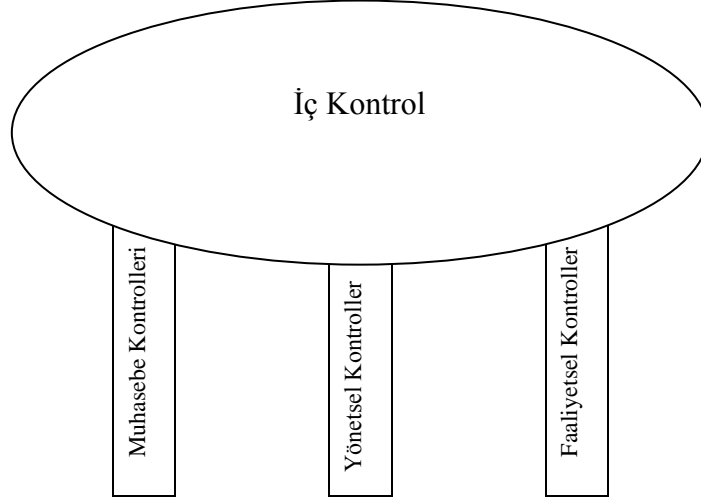 İç Kontrol
Muhasebe Kontrolleri
Yönetsel Kontroller
Faaliyetsel Kontroller